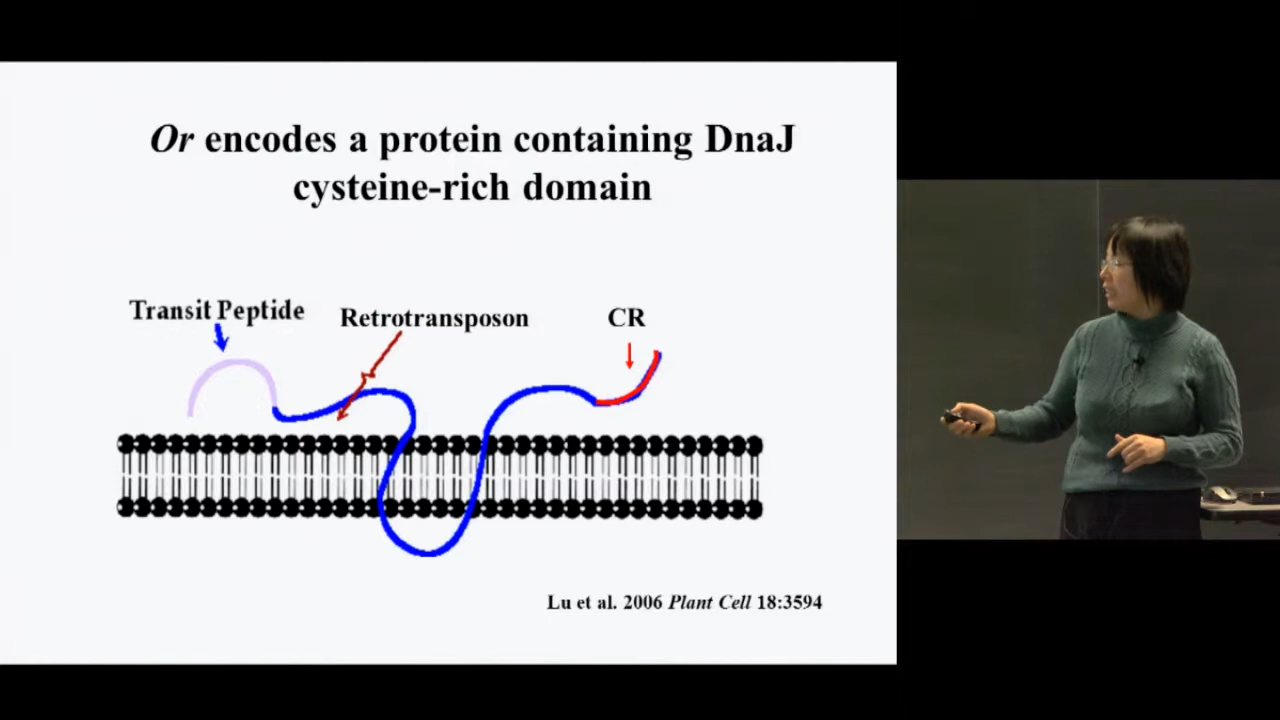 Or encodes a protein containing DnaJ
cysteine-rich domain
Transit Peptide
Retrotransposon
CR
Lu et al. 2006 Plant Cell 18:3594